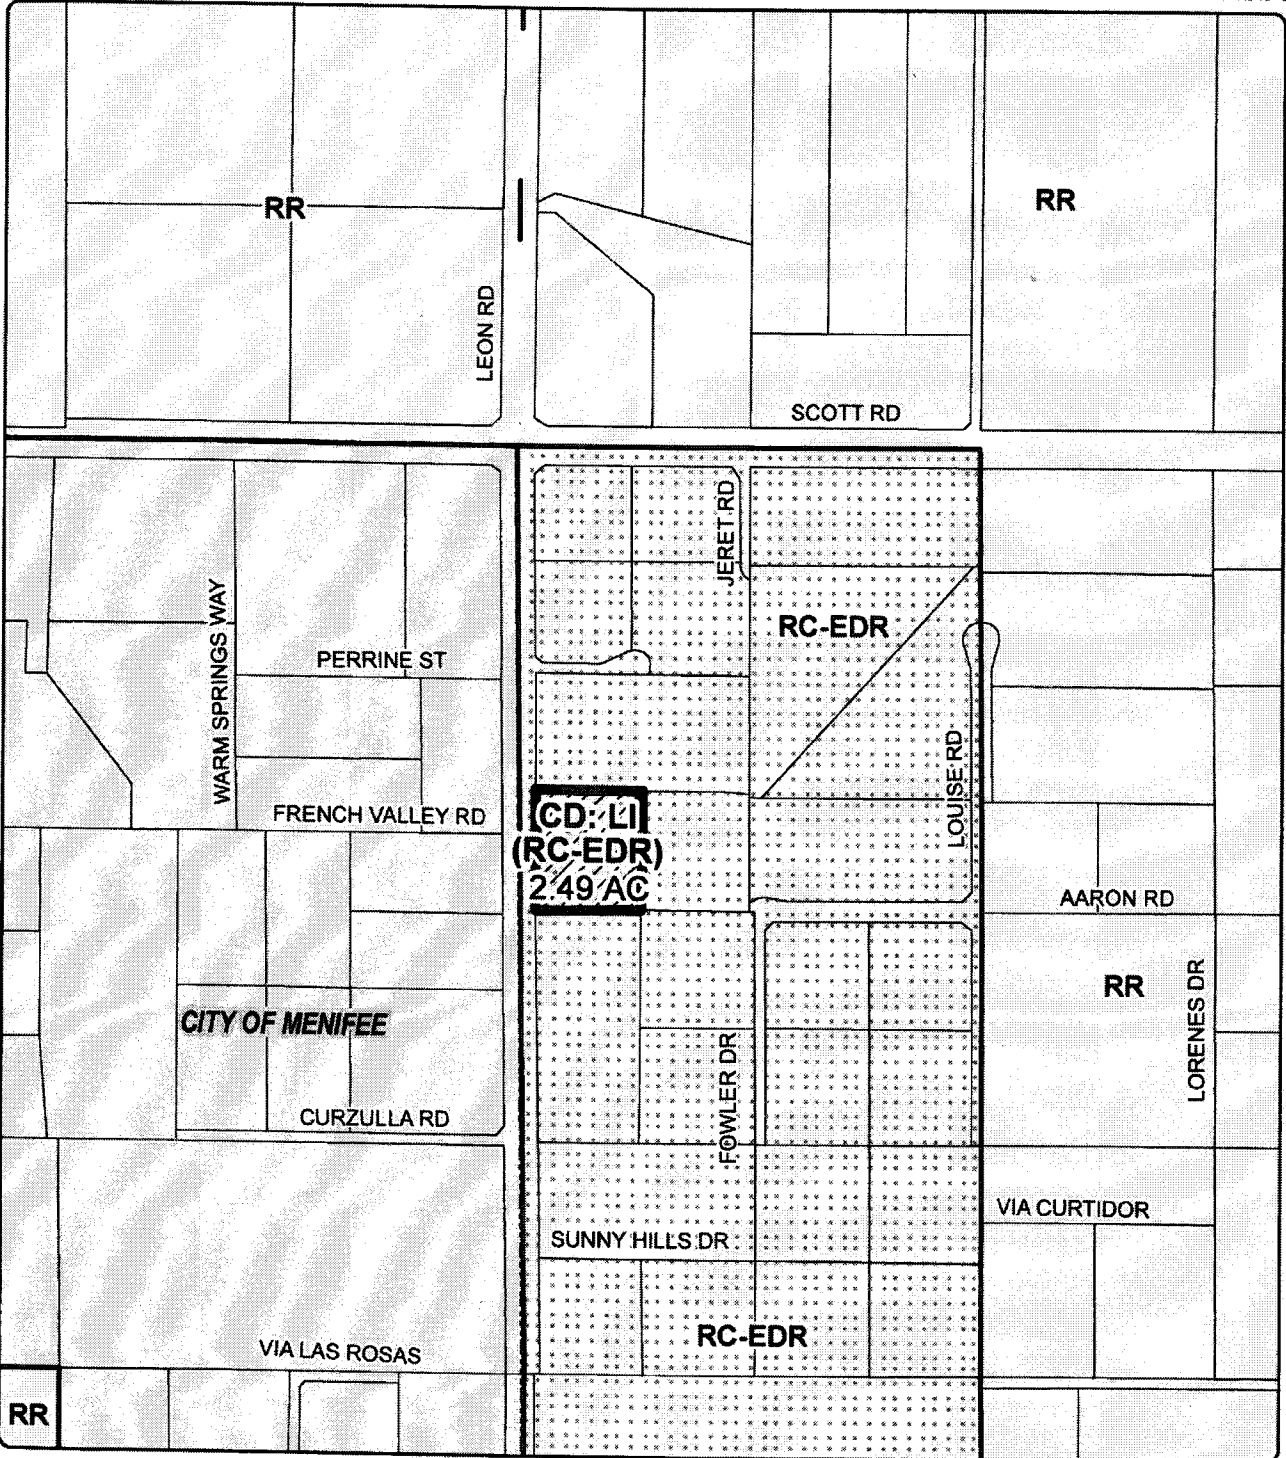 RR
RR
LEON RD
SCOTT RD
JERET RD
WARM SPRINGS WAY
PERRINE ST
RC-EDR
LOUISE RD
FRENCH VALLEY RD
CD: LI
(RC-EDR)
2.49 AC
AARON RD
RR
LORENES DR
CITY OF MENIFEE
FOWLER DR
CURZULLA RD
VIA CURTIDOR
SUNNY HILLS DR
RC-EDR
VIA LAS ROSAS
RR